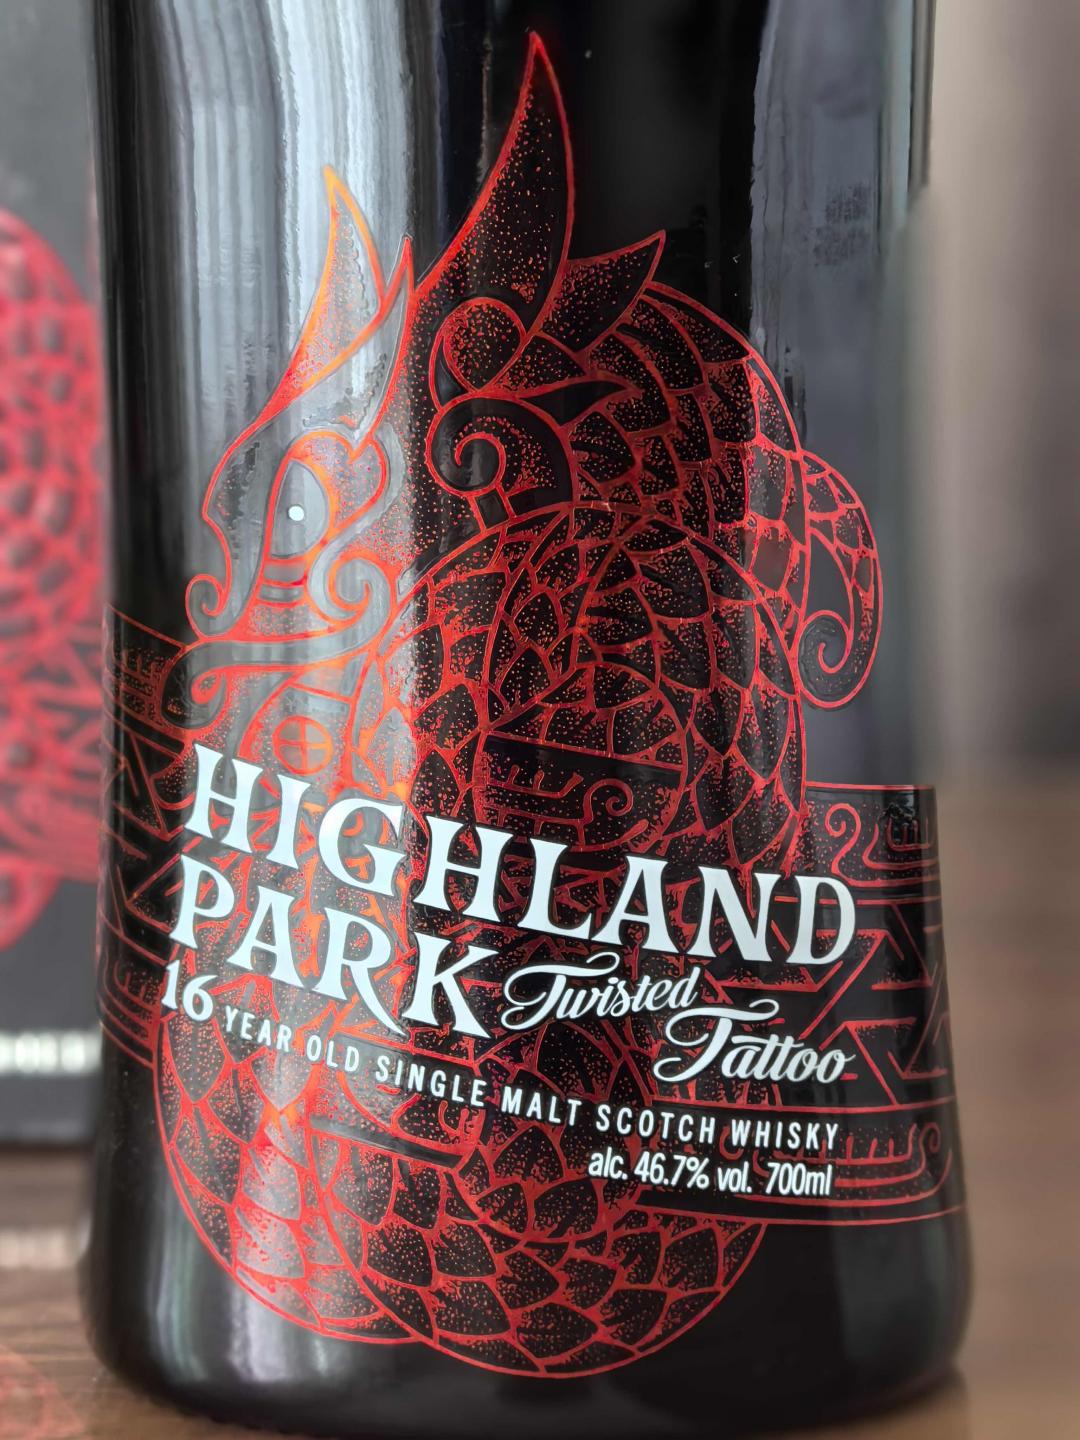 HIGHLAND
PARK Twisted
Tattoo
16 YEAR OLD SINGLE MALT SCOTCH WHISKY
alc. 46.7% vol. 700ml